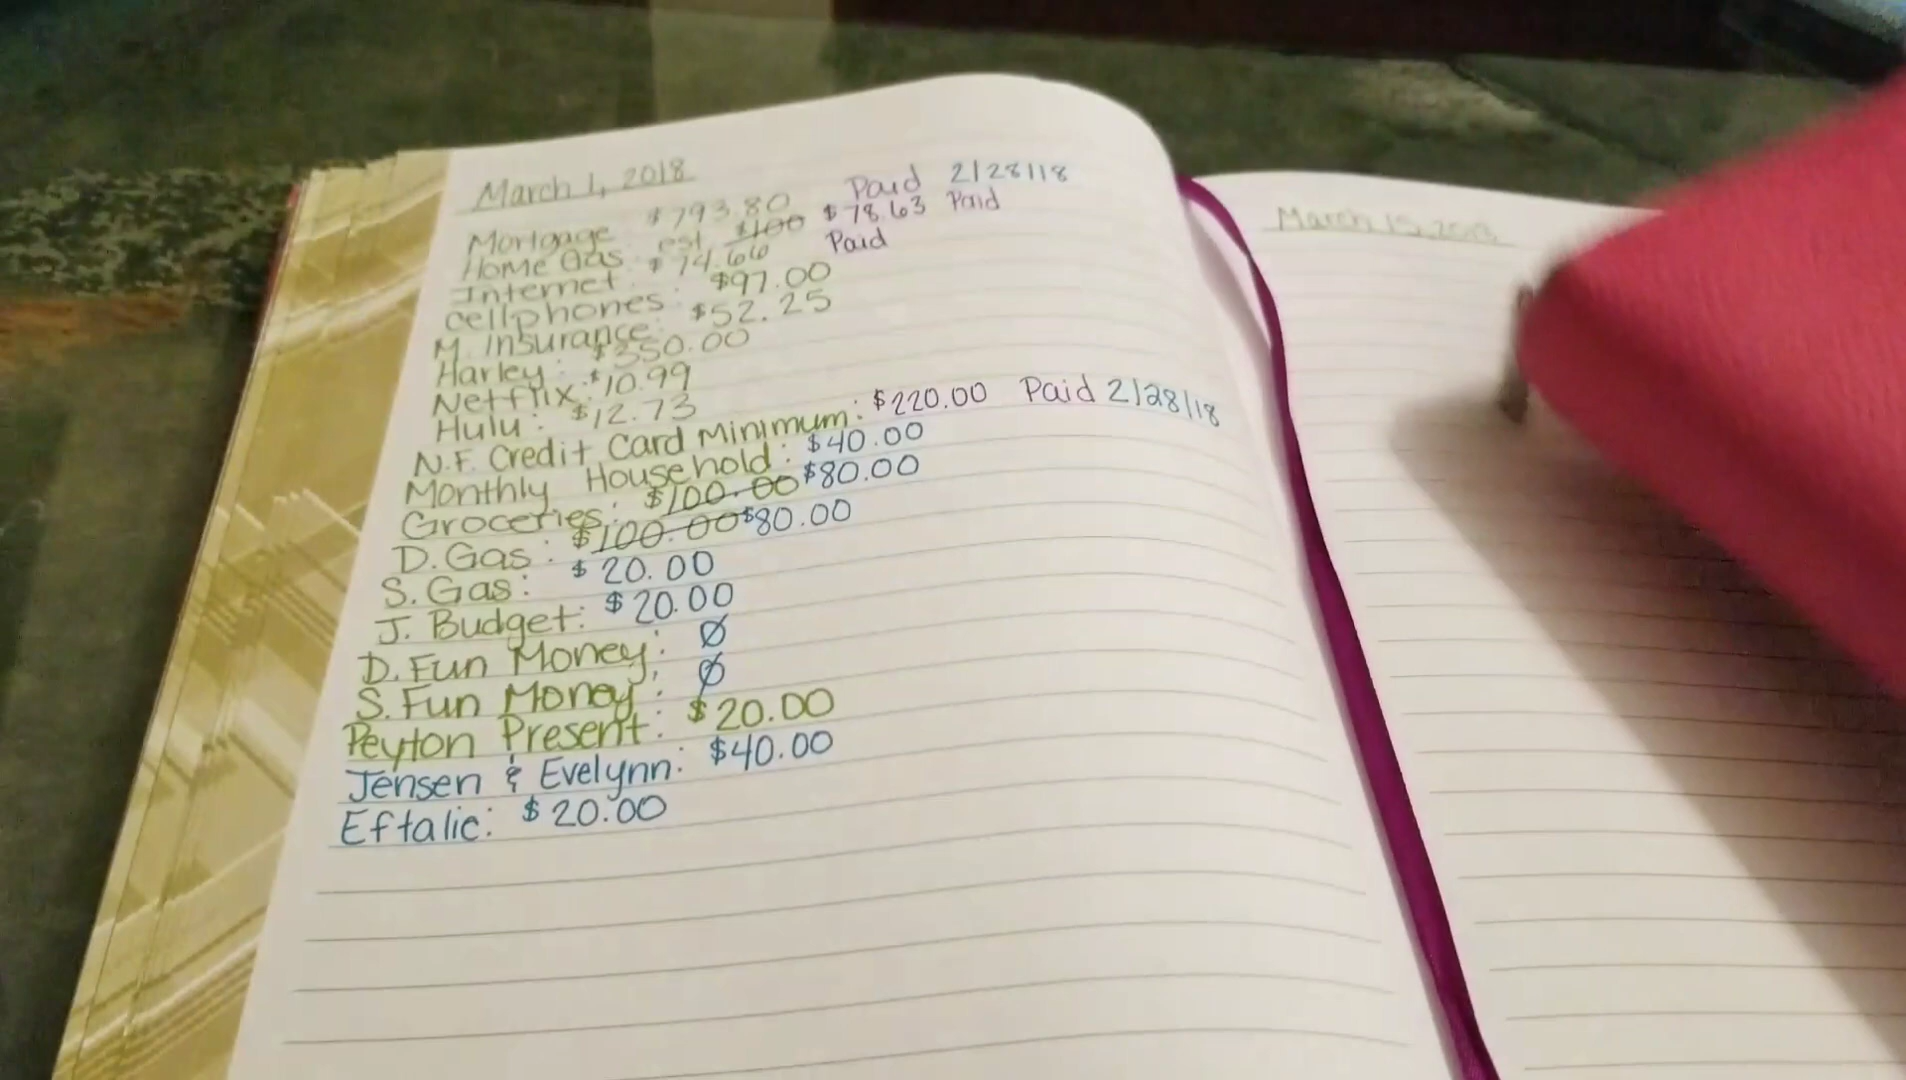 March 1, 2018
Mortgage: $793.80 Paid 2/28/18
Home Gas: est. $100 $78.63 Paid
Internet: $74.66 Paid
Cellphones: $97.00
M. Insurance: $52.25
Harley: $350.00
Netflix: $10.99
Hulu: $12.73
N.F. Credit Card Minimum: $220.00 Paid 2/28/18
Monthly Household: $40.00
Groceries: $100.00 $80.00
D. Gas: $100.00 $80.00
S. Gas: $20.00
J. Budget: $20.00
D. Fun Money: Ø
S. Fun Money: Ø
Peyton Present: $20.00
Jensen & Evelynn: $40.00
Eftalie: $20.00
March 15, 2018